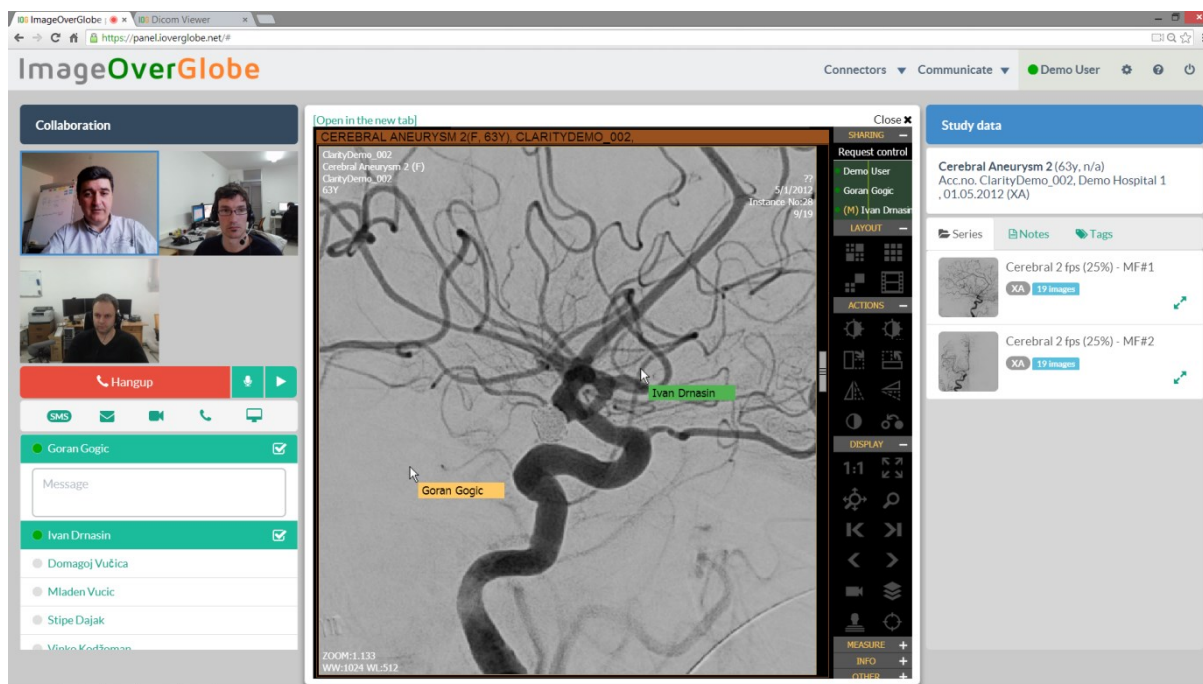 ImageOverGlobe |
Dicom Viewer
https://panel.ioverglobe.net/#
ImageOverGlobe
Connectors
Communicate
Demo User
Collaboration
Hangup
SMS
Goran Gogic
Message
Ivan Drnasin
Domagoj Vučica
Mladen Vucic
Stipe Dajak
Vinko Kodžoman
[Open in the new tab]
Close
CEREBRAL ANEURYSM 2(F, 63Y), CLARITYDEMO_002,
ClarityDemo_002
Cerebral Aneurysm 2 (F)
ClarityDemo_002
63Y
??
5/1/2012
Instance No:28
9/19
Ivan Drnasin
Goran Gogic
ZOOM:1.133
WW:1024 WL:512
SHARING
Request control
Demo User
Goran Gogic
(M) Ivan Drnasin
LAYOUT
ACTIONS
DISPLAY
1:1
MEASURE
INFO
OTHER
Study data
Cerebral Aneurysm 2 (63y, n/a)
Acc.no. ClarityDemo_002, Demo Hospital 1
, 01.05.2012 (XA)
Series
Notes
Tags
Cerebral 2 fps (25%) - MF#1
XA 19 images
Cerebral 2 fps (25%) - MF#2
XA 19 images